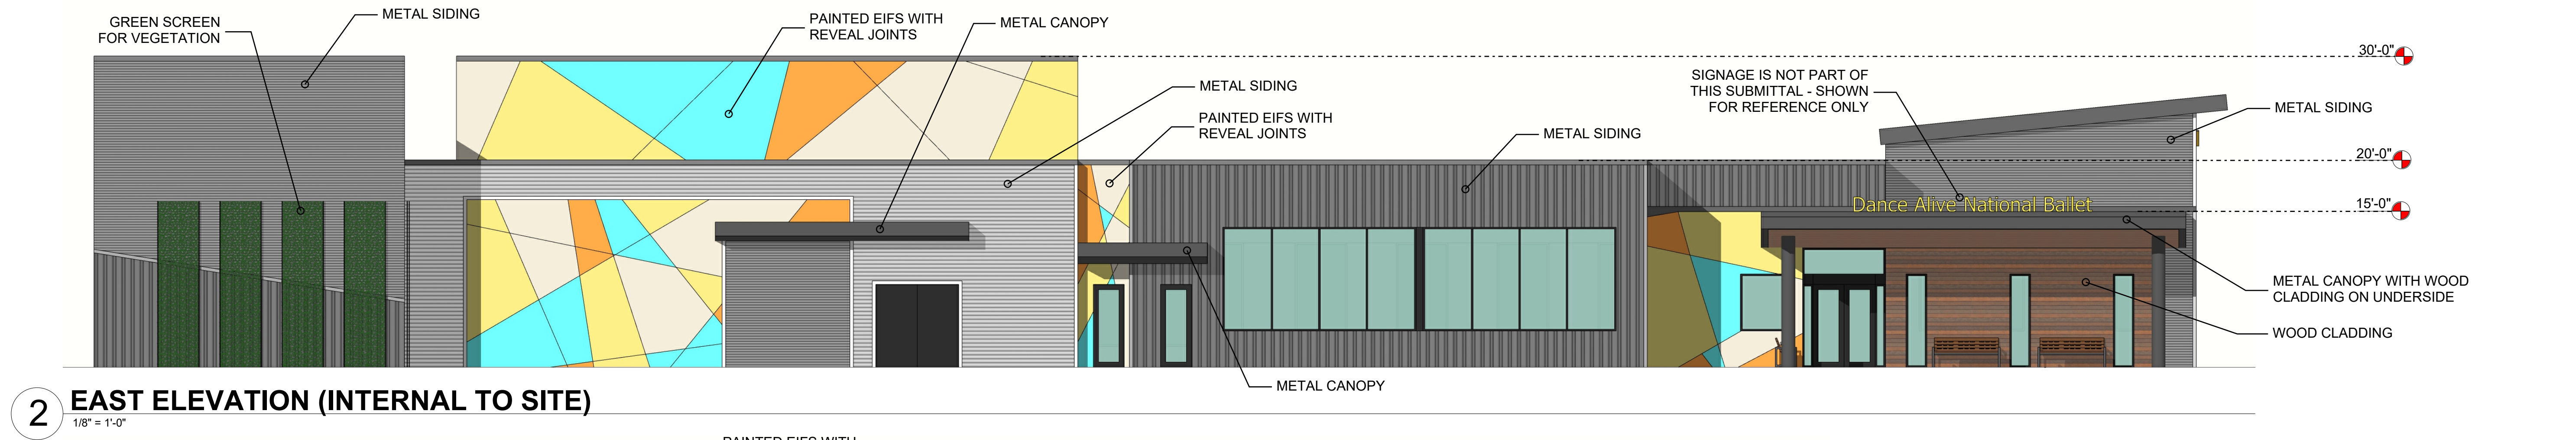 GREEN SCREEN
FOR VEGETATION
METAL SIDING
PAINTED EIFS WITH
REVEAL JOINTS
METAL CANOPY
METAL SIDING
PAINTED EIFS WITH
REVEAL JOINTS
METAL SIDING
SIGNAGE IS NOT PART OF
THIS SUBMITTAL - SHOWN
FOR REFERENCE ONLY
METAL SIDING
30'-0"
20'-0"
15'-0"
Dance Alive National Ballet
METAL CANOPY WITH WOOD
CLADDING ON UNDERSIDE
WOOD CLADDING
METAL CANOPY
2
EAST ELEVATION (INTERNAL TO SITE)
1/8" = 1'-0"
PAINTED EIFS WITH